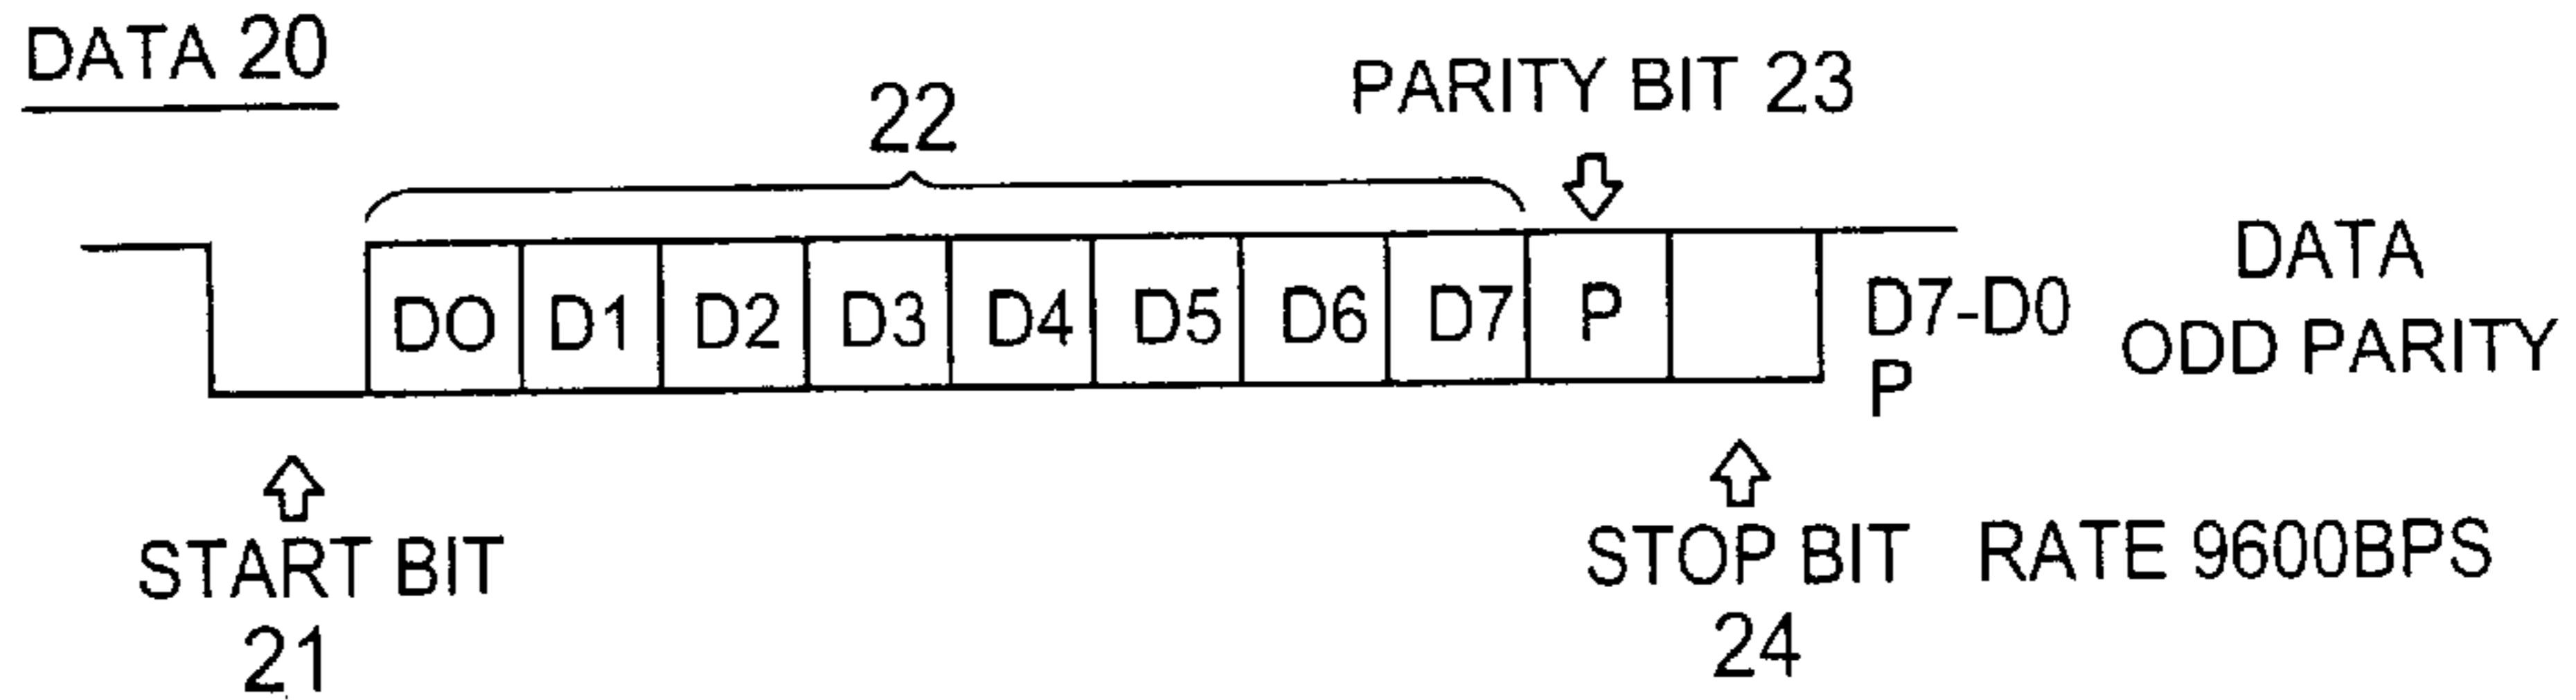 DATA 20
22
PARITY BIT 23
DO D1 D2 D3 D4 D5 D6 D7 P
D7-D0 DATA
P ODD PARITY
START BIT
21
STOP BIT
24
RATE 9600BPS